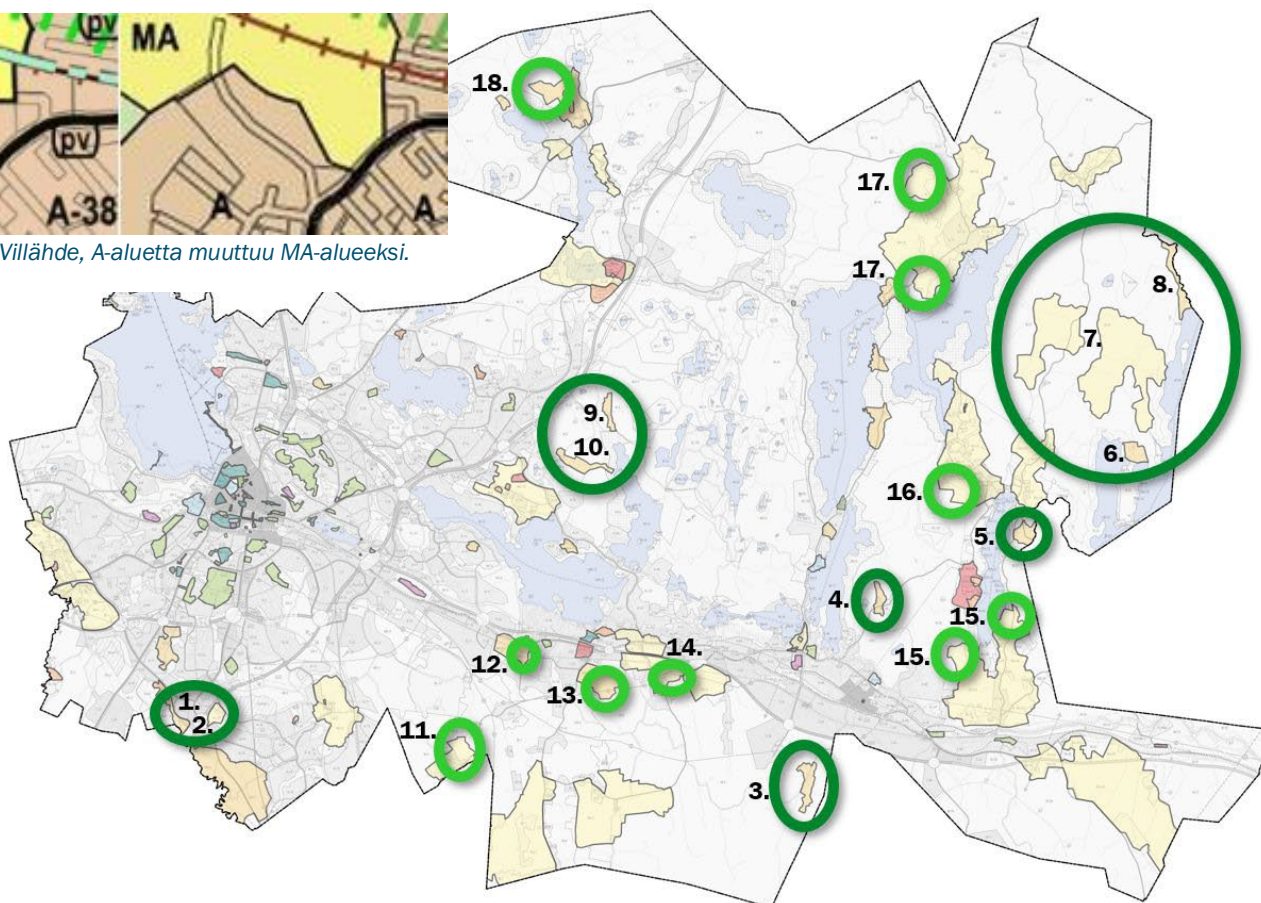 pv
MA
pv
A-38
A
A
Villähde, A-aluetta muuttuu MA-alueeksi.
18.
17.
17.
8.
7.
9.
10.
6.
16.
5.
4.
15.
14.
15.
12.
13.
1.
2.
11.
3.